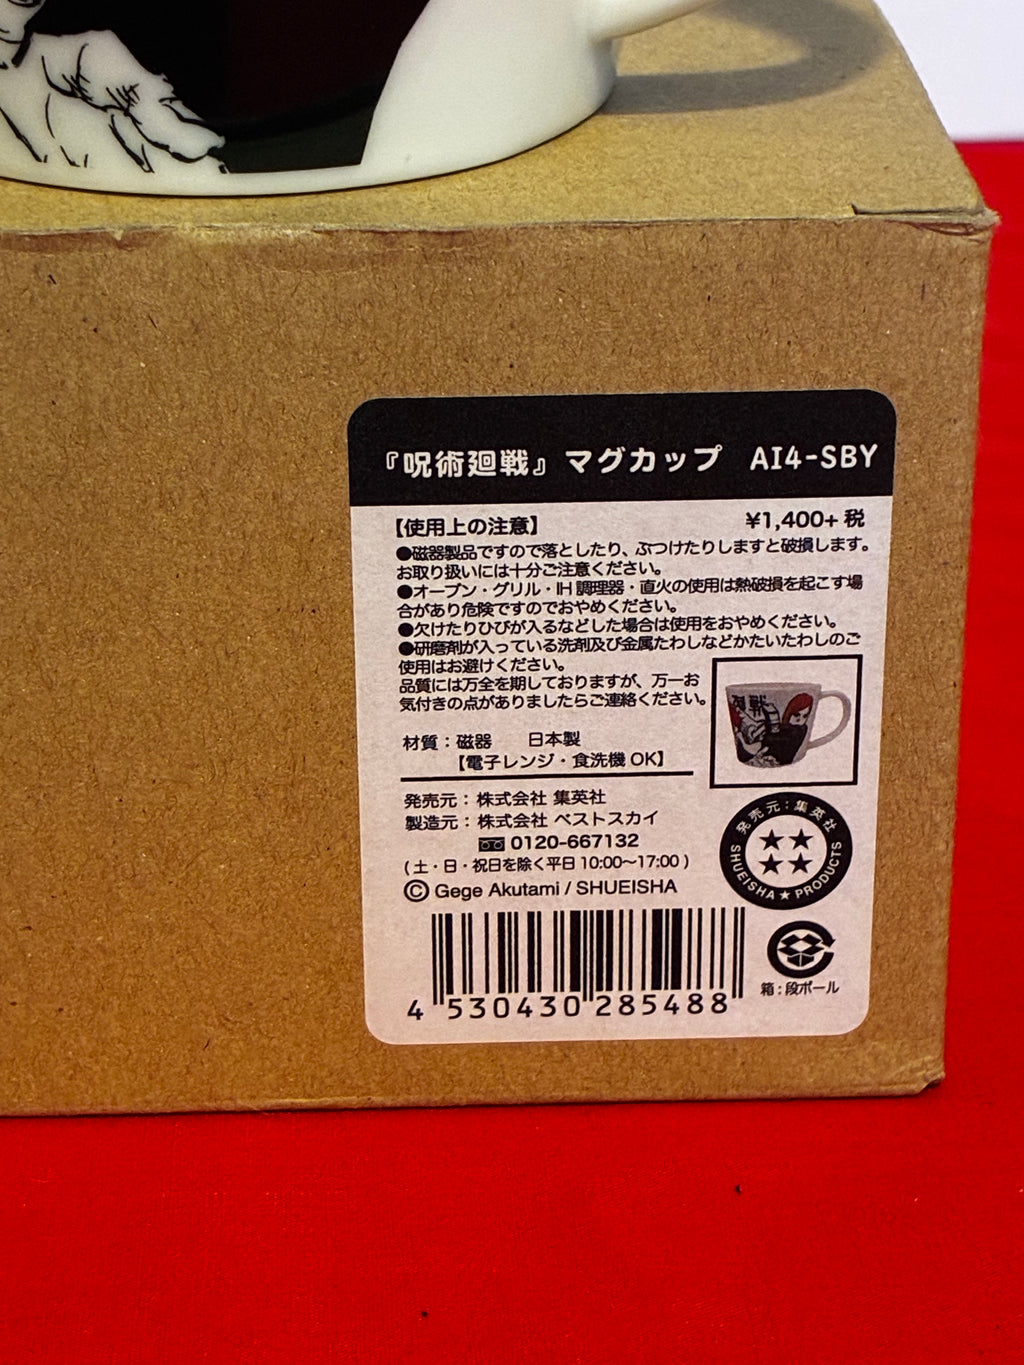 『呪術廻戦』 マグカップ AI4-SBY
【使用上の注意】 ¥1,400+税
●磁器製品ですので落としたり、ぶつけたりしますと破損します。
お取り扱いには十分ご注意ください。
●オーブン・グリル・IH調理器・直火の使用は熱破損を起こす場
合があり危険ですのでおやめください。
●欠けたりひびが入るなどした場合は使用をおやめください。
●研磨剤が入っている洗剤及び金属たわしなどかたいたわしのご
使用はお避けください。
品質には万全を期しておりますが、万一お
気付きの点がありましたらご連絡ください。
材質：磁器 日本製
【電子レンジ・食洗機OK】
発売元：株式会社 集英社
製造元：株式会社 ベストスカイ
0120-667132
(土・日・祝日を除く平日10:00〜17:00)
© Gege Akutami / SHUEISHA
4 530430 285488
廻戦
発売元：集英社
SHUEISHA ★ PRODUCTS
箱：段ボール